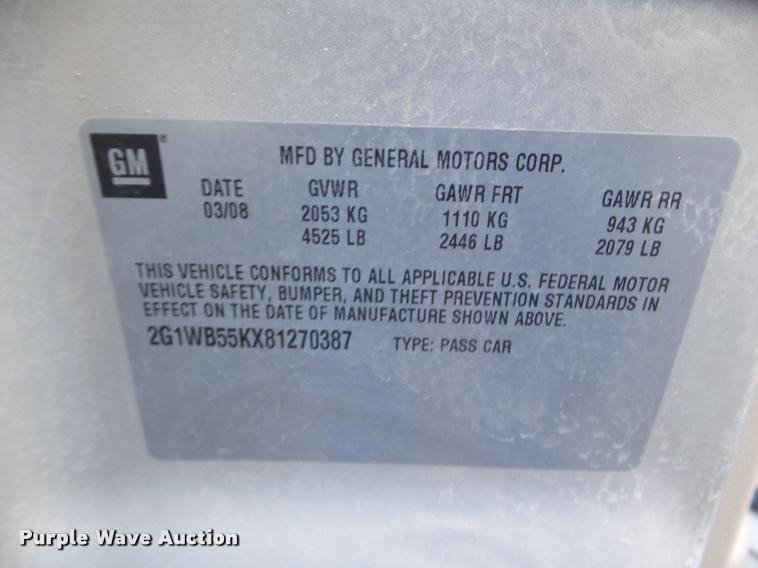 GM
MFD BY GENERAL MOTORS CORP.
DATE GVWR GAWR FRT GAWR RR
03/08 2053 KG 1110 KG 943 KG
4525 LB 2446 LB 2079 LB
THIS VEHICLE CONFORMS TO ALL APPLICABLE U.S. FEDERAL MOTOR
VEHICLE SAFETY, BUMPER, AND THEFT PREVENTION STANDARDS IN
EFFECT ON THE DATE OF MANUFACTURE SHOWN ABOVE.
2G1WB55KX81270387 TYPE: PASS CAR
Purple Wave Auction